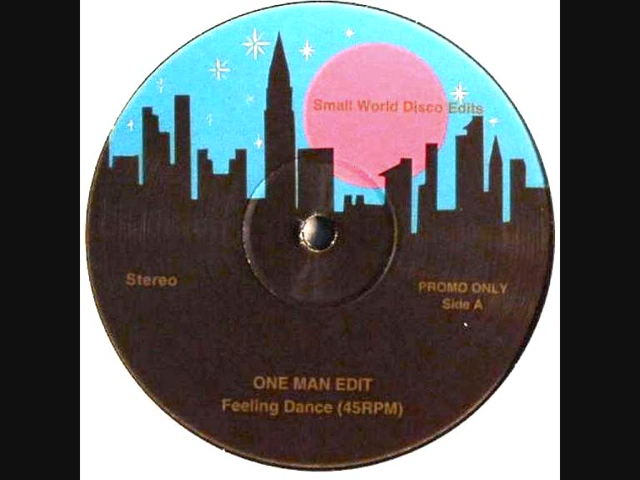 Small World Disco Edits
Stereo
PROMO ONLY
Side A
ONE MAN EDIT
Feeling Dance (45RPM)